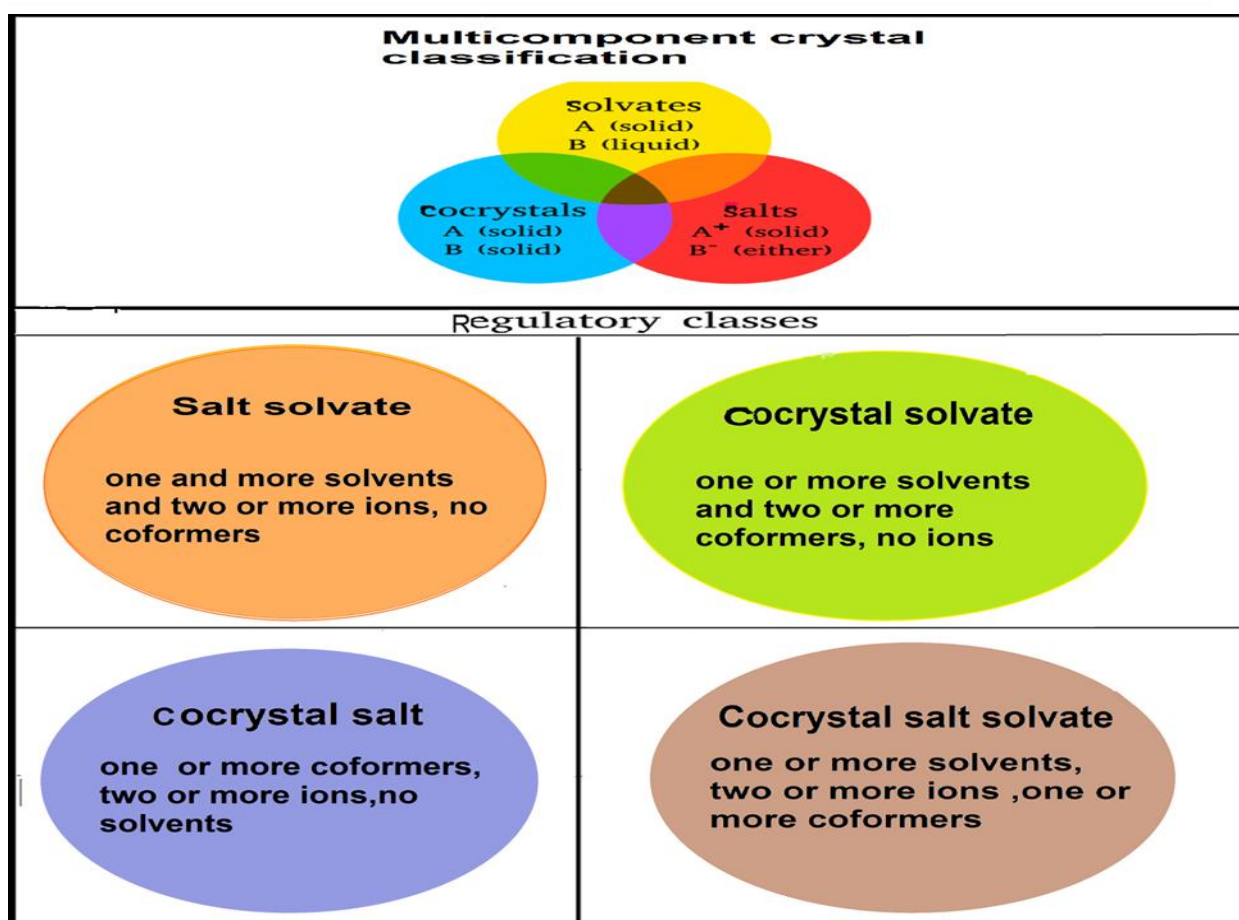 Multicomponent crystal
classification
solvates
A (solid)
B (liquid)
cocrystals
A (solid)
B (solid)
salts
A⁺ (solid)
B⁻ (either)
Regulatory classes
Salt solvate
one and more solvents
and two or more ions, no
coformers
Cocrystal solvate
one or more solvents
and two or more
coformers, no ions
cocrystal salt
one or more coformers,
two or more ions,no
solvents
Cocrystal salt solvate
one or more solvents,
two or more ions ,one or
more coformers